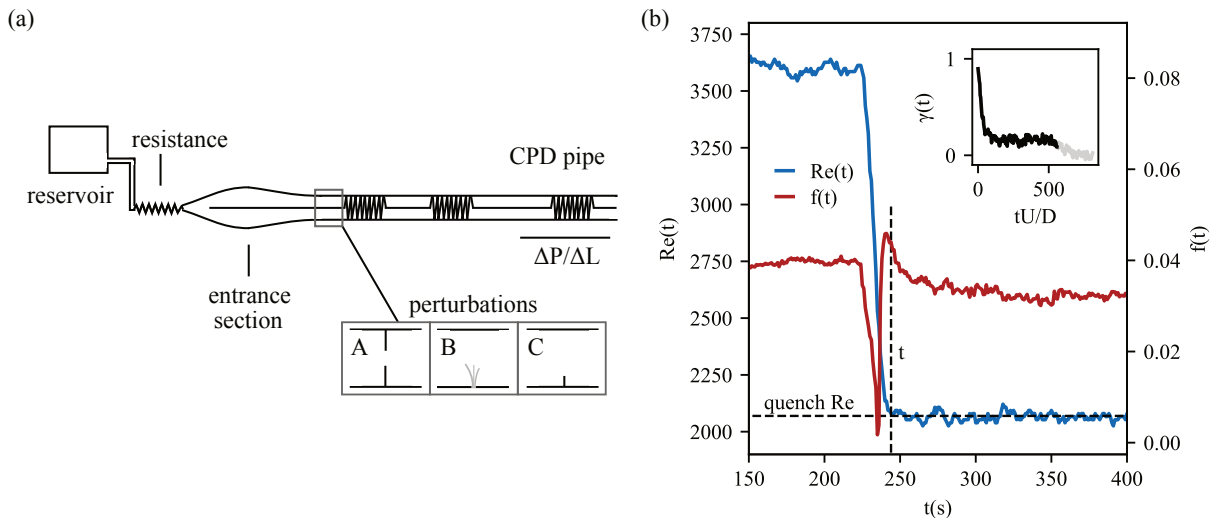 (a)
reservoir
resistance
entrance
section
CPD pipe
ΔP/ΔL
perturbations
A
B
C
(b)
3750
3500
3250
3000
2750
2500
2250
2000
Re(t)
150
200
250
300
350
400
t(s)
0.08
0.06
0.04
0.02
0.00
f(t)
Re(t)
f(t)
t
quench Re
1
0
γ(t)
0
500
tU/D